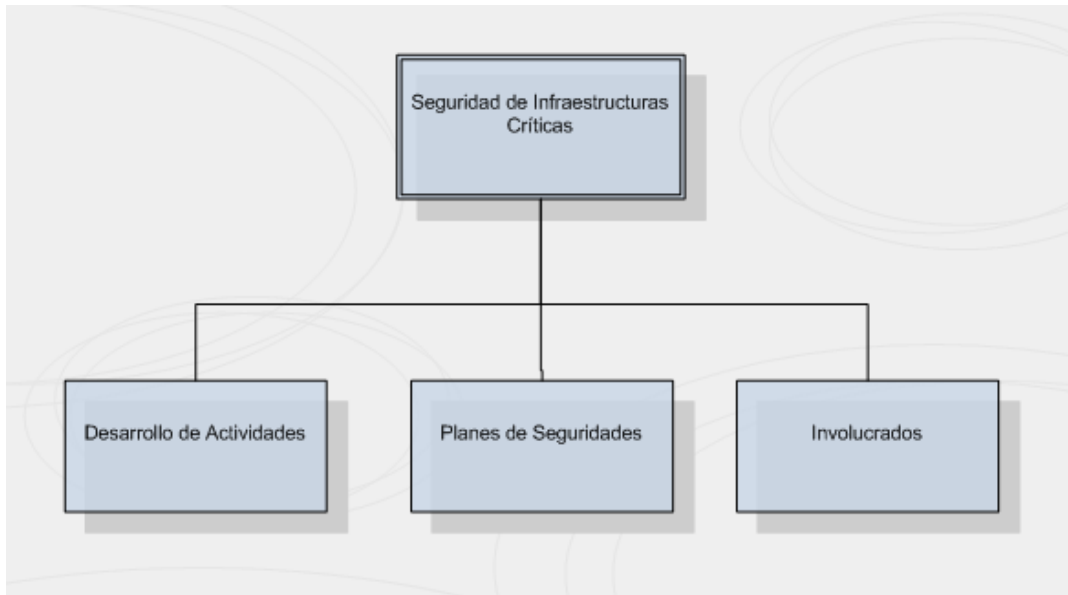 Seguridad de Infraestructuras
Críticas
Desarrollo de Actividades
Planes de Seguridades
Involucrados